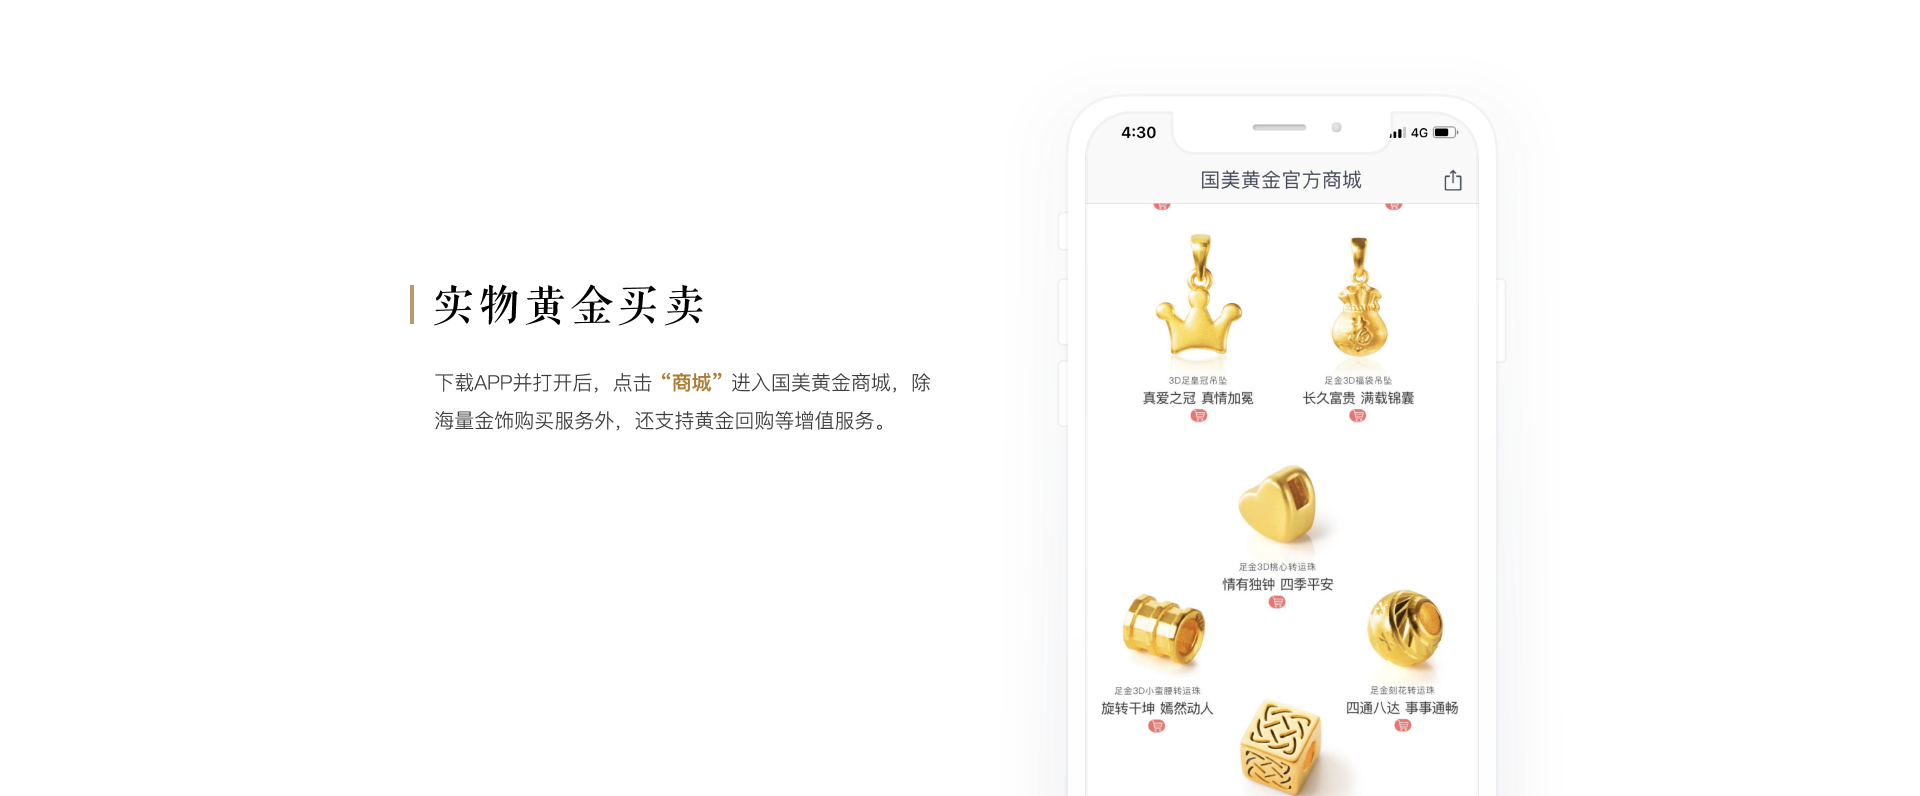 实物黄金买卖
下载APP并打开后，点击“商城”进入国美黄金商城，除
海量金饰购买服务外，还支持黄金回购等增值服务。
4:30
4G
国美黄金官方商城
3D足皇冠吊坠
真爱之冠 真情加冕
足金3D福袋吊坠
长久富贵 满载锦囊
福
足金3D桃心转运珠
情有独钟 四季平安
足金3D小蛮腰转运珠
旋转干坤 嫣然动人
足金刻花转运珠
四通八达 事事通畅